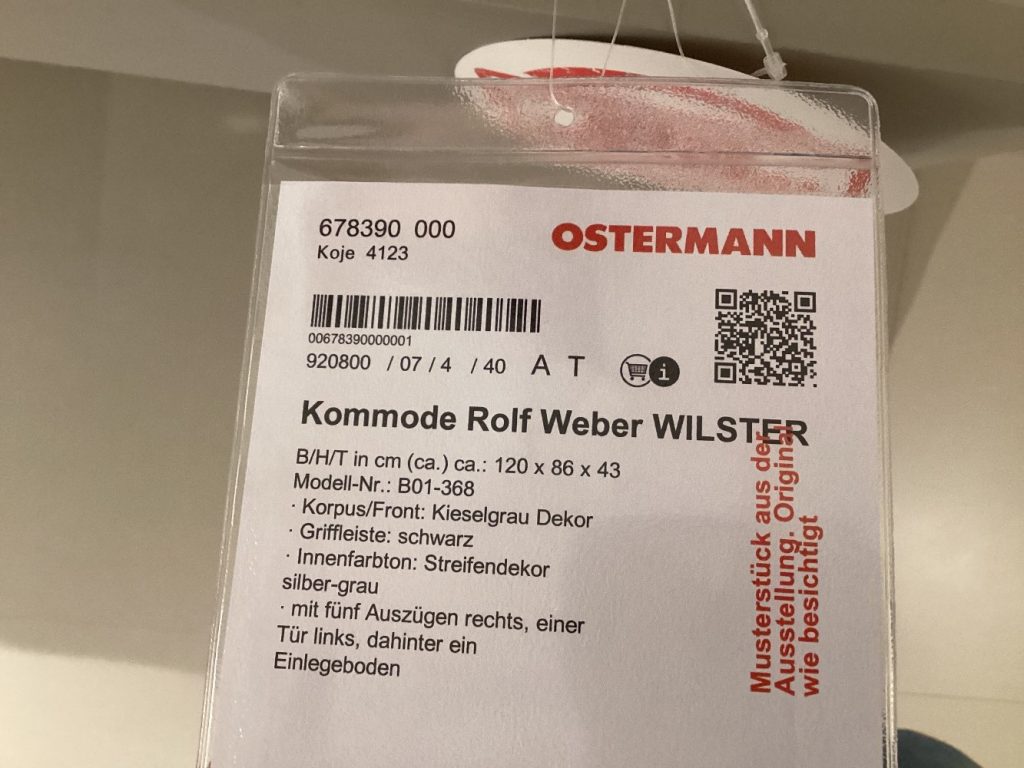 678390 000
Koje 4123
OSTERMANN
00678390000001
920800 / 07 / 4 / 40 A T
i
Kommode Rolf Weber WILSTER
B/H/T in cm (ca.) ca.: 120 x 86 x 43
Modell-Nr.: B01-368
· Korpus/Front: Kieselgrau Dekor
· Griffleiste: schwarz
· Innenfarbton: Streifendekor
silber-grau
· mit fünf Auszügen rechts, einer
Tür links, dahinter ein
Einlegeboden
Musterstück aus der
Ausstellung. Original
wie besichtigt